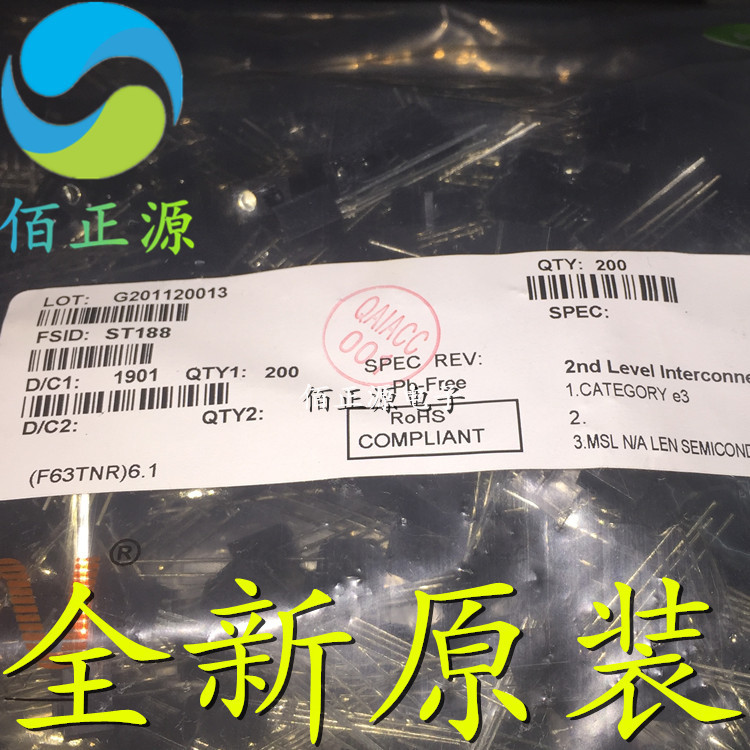 佰正源
LOT: G201120013
QTY: 200
FSID: ST188
SPEC:
QAIACC
D/C1: 1901 QTY1: 200
SPEC REV:
Pb-Free
2nd Level Interconne
1.CATEGORY e3
佰正源电子
D/C2: QTY2:
RoHS
COMPLIANT
2.
3.MSL N/A LEN SEMICOND
(F63TNR)6.1
®
全新原装